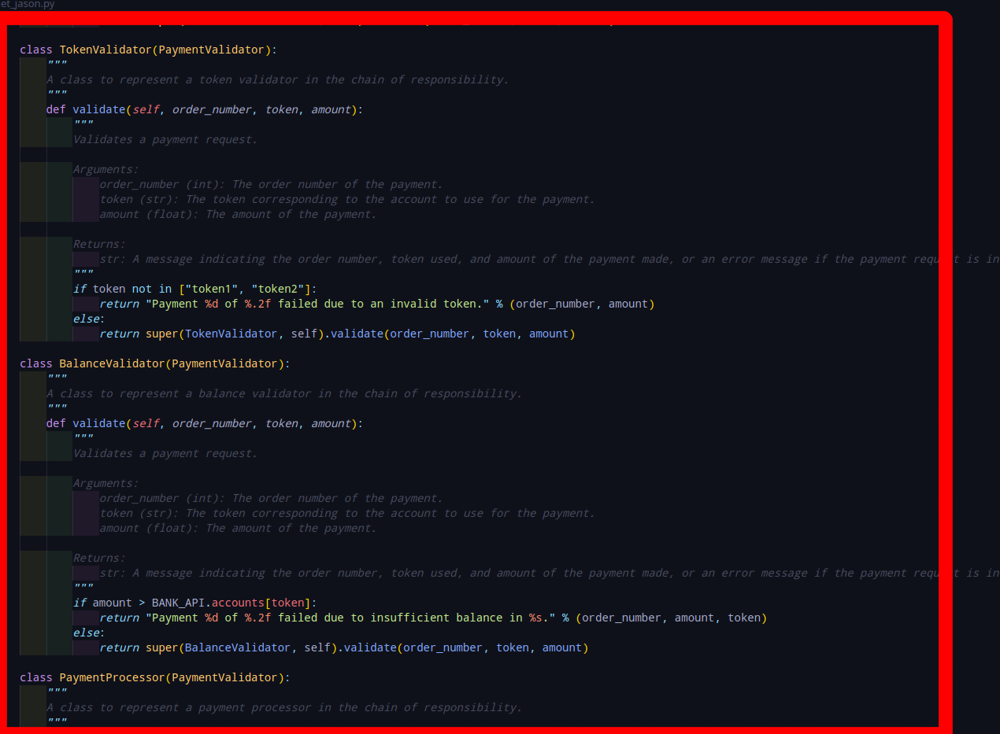 et_jason.py
class TokenValidator(PaymentValidator):
"""
A class to represent a token validator in the chain of responsibility.
"""
def validate(self, order_number, token, amount):
"""
Validates a payment request.
Arguments:
order_number (int): The order number of the payment.
token (str): The token corresponding to the account to use for the payment.
amount (float): The amount of the payment.
Returns:
str: A message indicating the order number, token used, and amount of the payment made, or an error message if the payment t is in
"""
if token not in ["token1", "token2"]:
return "Payment %d of %.2f failed due to an invalid token." % (order_number, amount)
else:
return super(TokenValidator, self).validate(order_number, token, amount)
class BalanceValidator(PaymentValidator):
"""
A class to represent a balance validator in the chain of responsibility.
"""
def validate(self, order_number, token, amount):
"""
Validates a payment request.
Arguments:
order_number (int): The order number of the payment.
token (str): The token corresponding to the account to use for the payment.
amount (float): The amount of the payment.
Returns:
str: A message indicating the order number, token used, and amount of the payment made, or an error message if the payment t is in
"""
if amount > BANK_API.accounts[token]:
return "Payment %d of %.2f failed due to insufficient balance in %s." % (order_number, amount, token)
else:
return super(BalanceValidator, self).validate(order_number, token, amount)
class PaymentProcessor(PaymentValidator):
"""
A class to represent a payment processor in the chain of responsibility.
"""